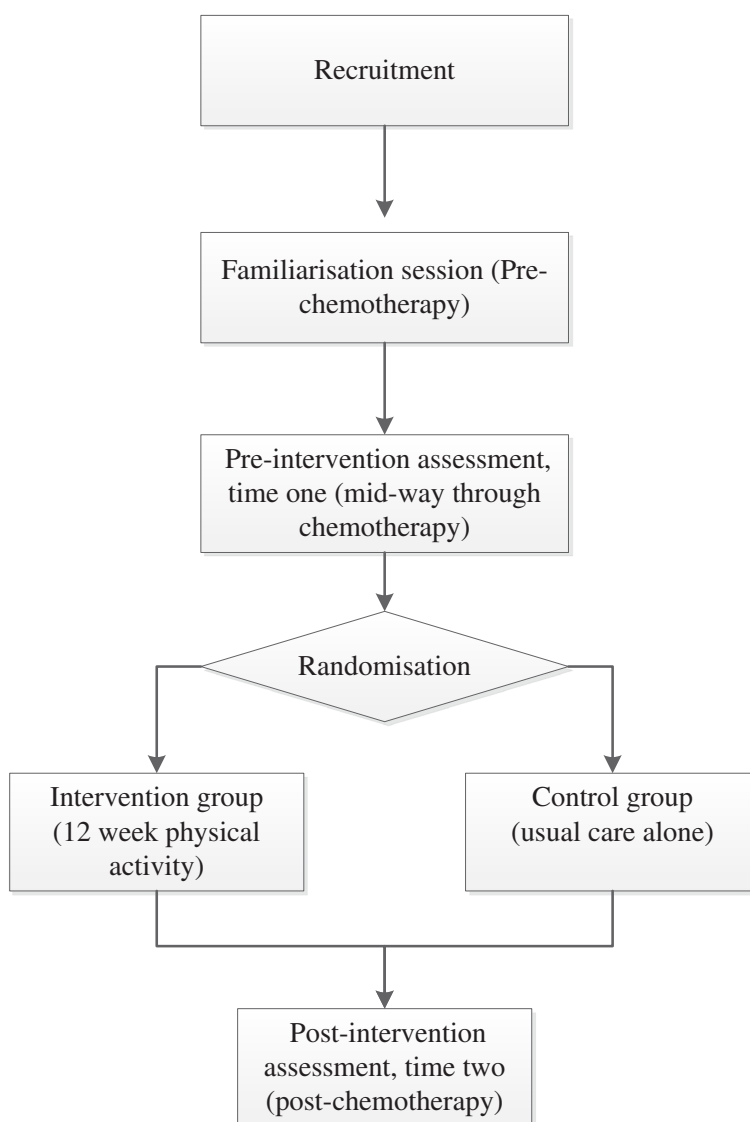 Recruitment
Familiarisation session (Pre-
chemotherapy)
Pre-intervention assessment,
time one (mid-way through
chemotherapy)
Randomisation
Intervention group
(12 week physical
activity)
Control group
(usual care alone)
Post-intervention
assessment, time two
(post-chemotherapy)